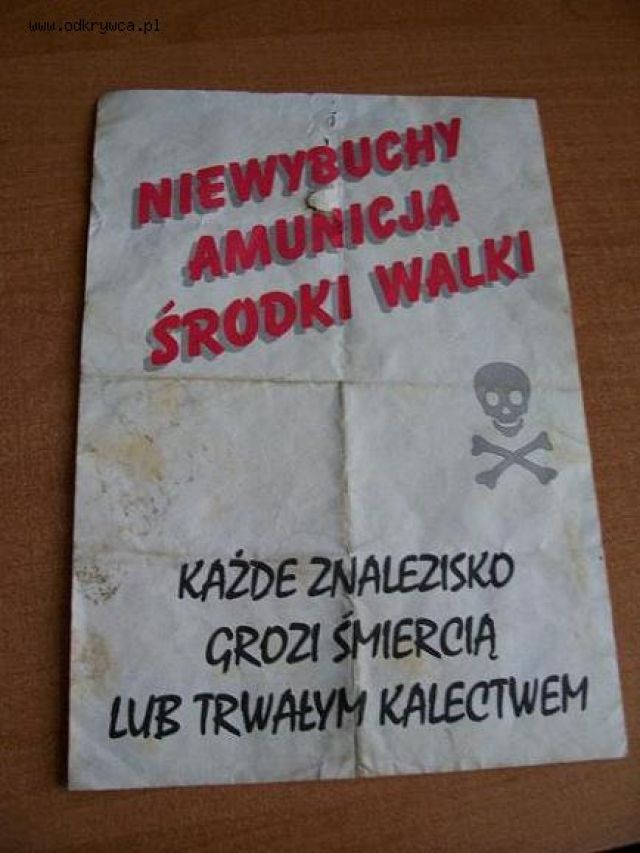 www.odkrywca.pl
NIEWYBUCHY
AMUNICJA
ŚRODKI WALKI
KAŻDE ZNALEZISKO
GROZI ŚMIERCIĄ
LUB TRWAŁYM KALECTWEM